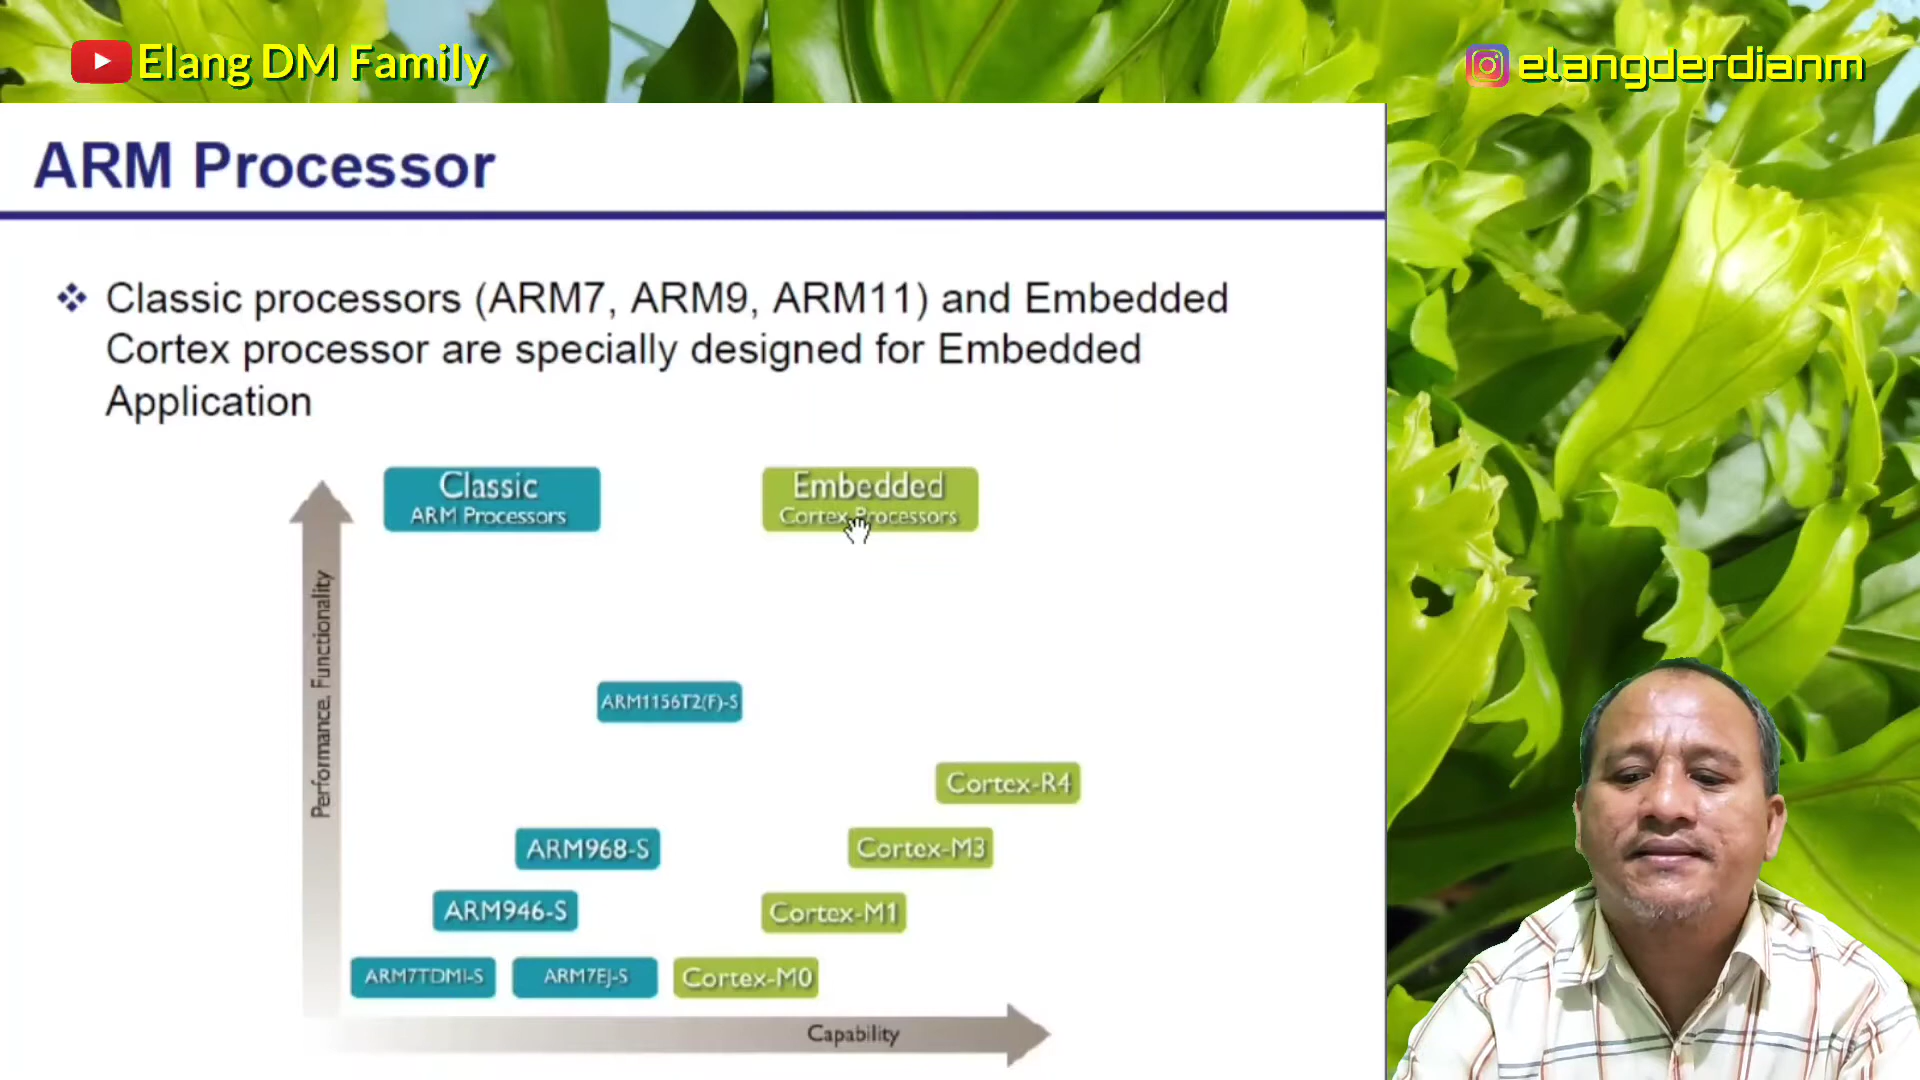 Elang DM Family
elangderdianm
ARM Processor
Classic processors (ARM7, ARM9, ARM11) and Embedded
Cortex processor are specially designed for Embedded
Application
Classic
ARM Processors
Embedded
Cortex-Processors
Performance, Functionality
ARM1156T2(F)-S
Cortex-R4
ARM968-S
Cortex-M3
ARM946-S
Cortex-M1
ARM7TDMI-S
ARM7EJ-S
Cortex-M0
Capability